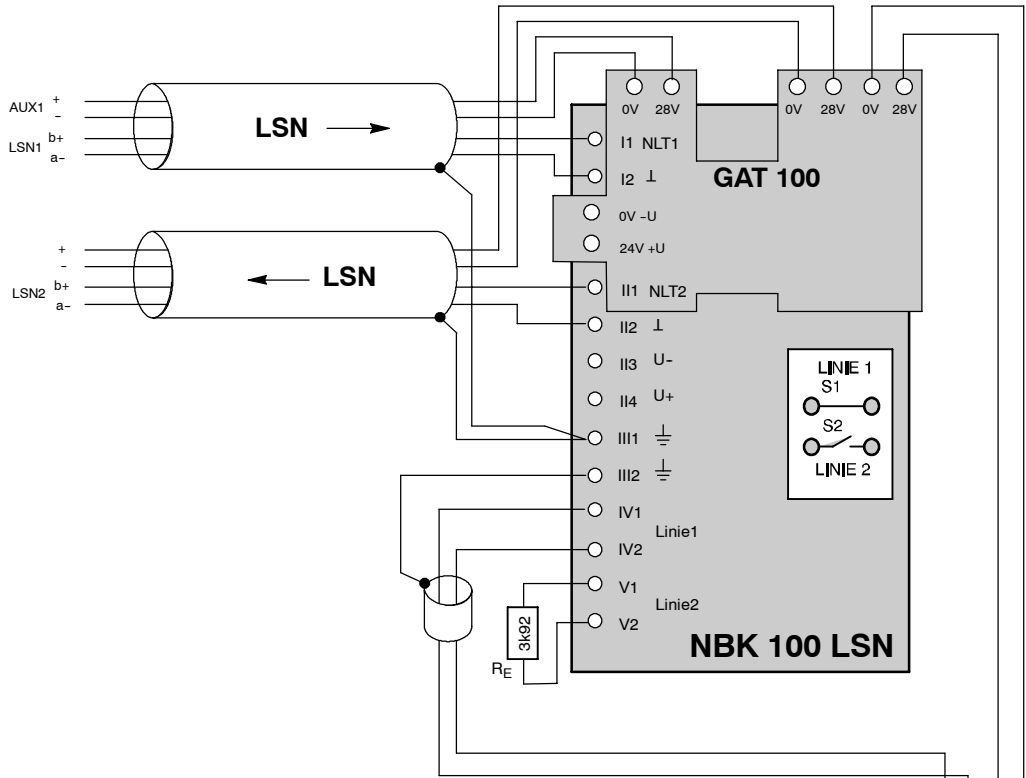 AUX1
+
-
LSN1
b+
a-
LSN
+
-
LSN2
b+
a-
LSN
0V 28V
0V 28V 0V 28V
I1 NLT1
I2 ⊥
GAT 100
0V -U
24V +U
II1 NLT2
II2 ⊥
II3 U-
II4 U+
III1 ⏚
III2 ⏚
IV1
Linie1
IV2
V1
Linie2
V2
LINIE 1
S1
S2
LINIE 2
3k92
RE
NBK 100 LSN